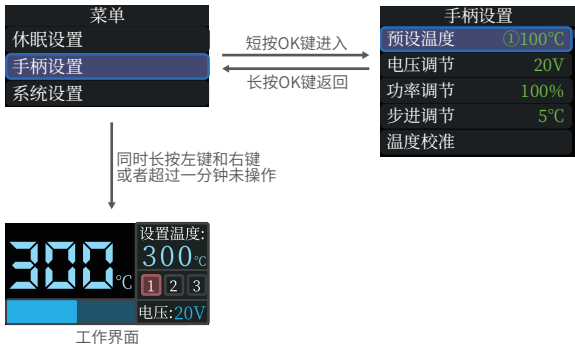 菜单
休眠设置
手柄设置
系统设置
短按OK键进入
长按OK键返回
手柄设置
预设温度 ①100℃
电压调节 20V
功率调节 100%
步进调节 5℃
温度校准
同时长按左键和右键
或者超过一分钟未操作
300℃
设置温度:
300℃
1 2 3
电压:20V
工作界面